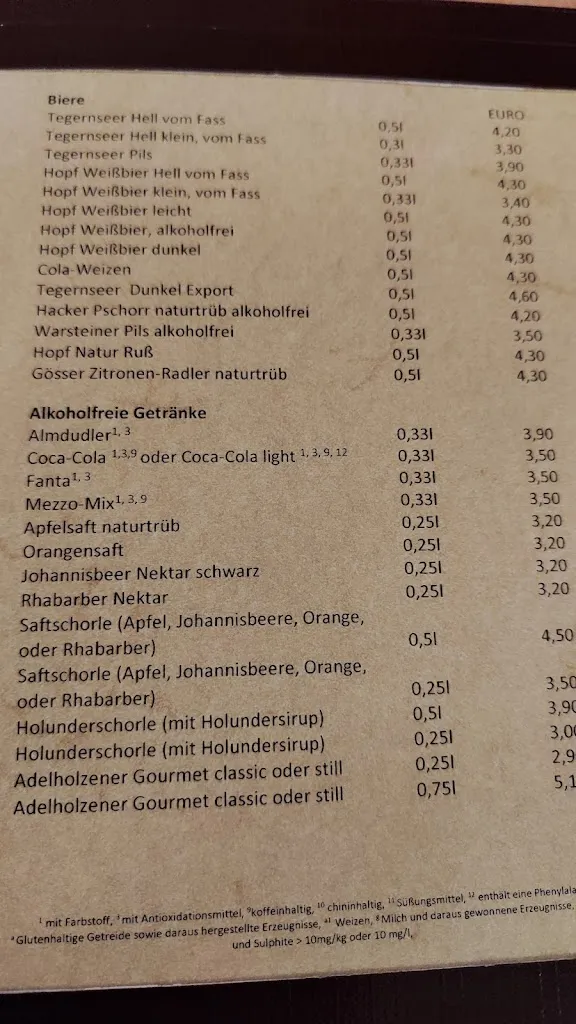 Biere
EURO
Tegernseer Hell vom Fass 0,5l 4,20
Tegernseer Hell klein, vom Fass 0,3l 3,30
Tegernseer Pils 0,33l 3,90
Hopf Weißbier Hell vom Fass 0,5l 4,30
Hopf Weißbier klein, vom Fass 0,33l 3,40
Hopf Weißbier leicht 0,5l 4,30
Hopf Weißbier, alkoholfrei 0,5l 4,30
Hopf Weißbier dunkel 0,5l 4,30
Cola-Weizen 0,5l 4,30
Tegernseer Dunkel Export 0,5l 4,60
Hacker Pschorr naturtrüb alkoholfrei 0,5l 4,20
Warsteiner Pils alkoholfrei 0,33l 3,50
Hopf Natur Ruß 0,5l 4,30
Gösser Zitronen-Radler naturtrüb 0,5l 4,30
Alkoholfreie Getränke
Almdudler1, 3 0,33l 3,90
Coca-Cola 1,3,9 oder Coca-Cola light 1, 3, 9, 12 0,33l 3,50
Fanta1, 3 0,33l 3,50
Mezzo-Mix1, 3, 9 0,33l 3,50
Apfelsaft naturtrüb 0,25l 3,20
Orangensaft 0,25l 3,20
Johannisbeer Nektar schwarz 0,25l 3,20
Rhabarber Nektar 0,25l 3,20
Saftschorle (Apfel, Johannisbeere, Orange,
oder Rhabarber) 0,5l 4,50
Saftschorle (Apfel, Johannisbeere, Orange,
oder Rhabarber) 0,25l 3,50
Holunderschorle (mit Holundersirup) 0,5l 3,90
Holunderschorle (mit Holundersirup) 0,25l 3,00
Adelholzener Gourmet classic oder still 0,25l 2,9
Adelholzener Gourmet classic oder still 0,75l 5,1
1 mit Farbstoff, 3 mit Antioxidationsmittel, 9koffeinhaltig, 10 chininhaltig, 11 Süßungsmittel, 12 enthält eine Phenylala
Glutenhaltige Getreide sowie daraus hergestellte Erzeugnisse, a1 Weizen, g Milch und daraus gewonnene Erzeugnisse,
und Sulphite > 10mg/kg oder 10 mg/l,